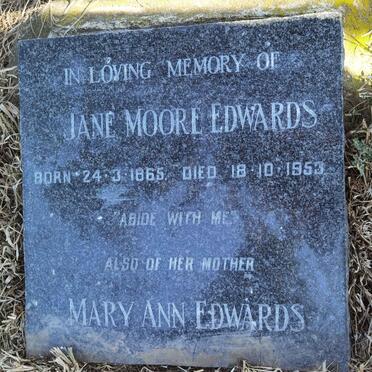 IN LOVING MEMORY OF
JANE MOORE EDWARDS
BORN 24·3·1865. DIED 18·10·1953.
"ABIDE WITH ME."
ALSO OF HER MOTHER
MARY ANN EDWARDS